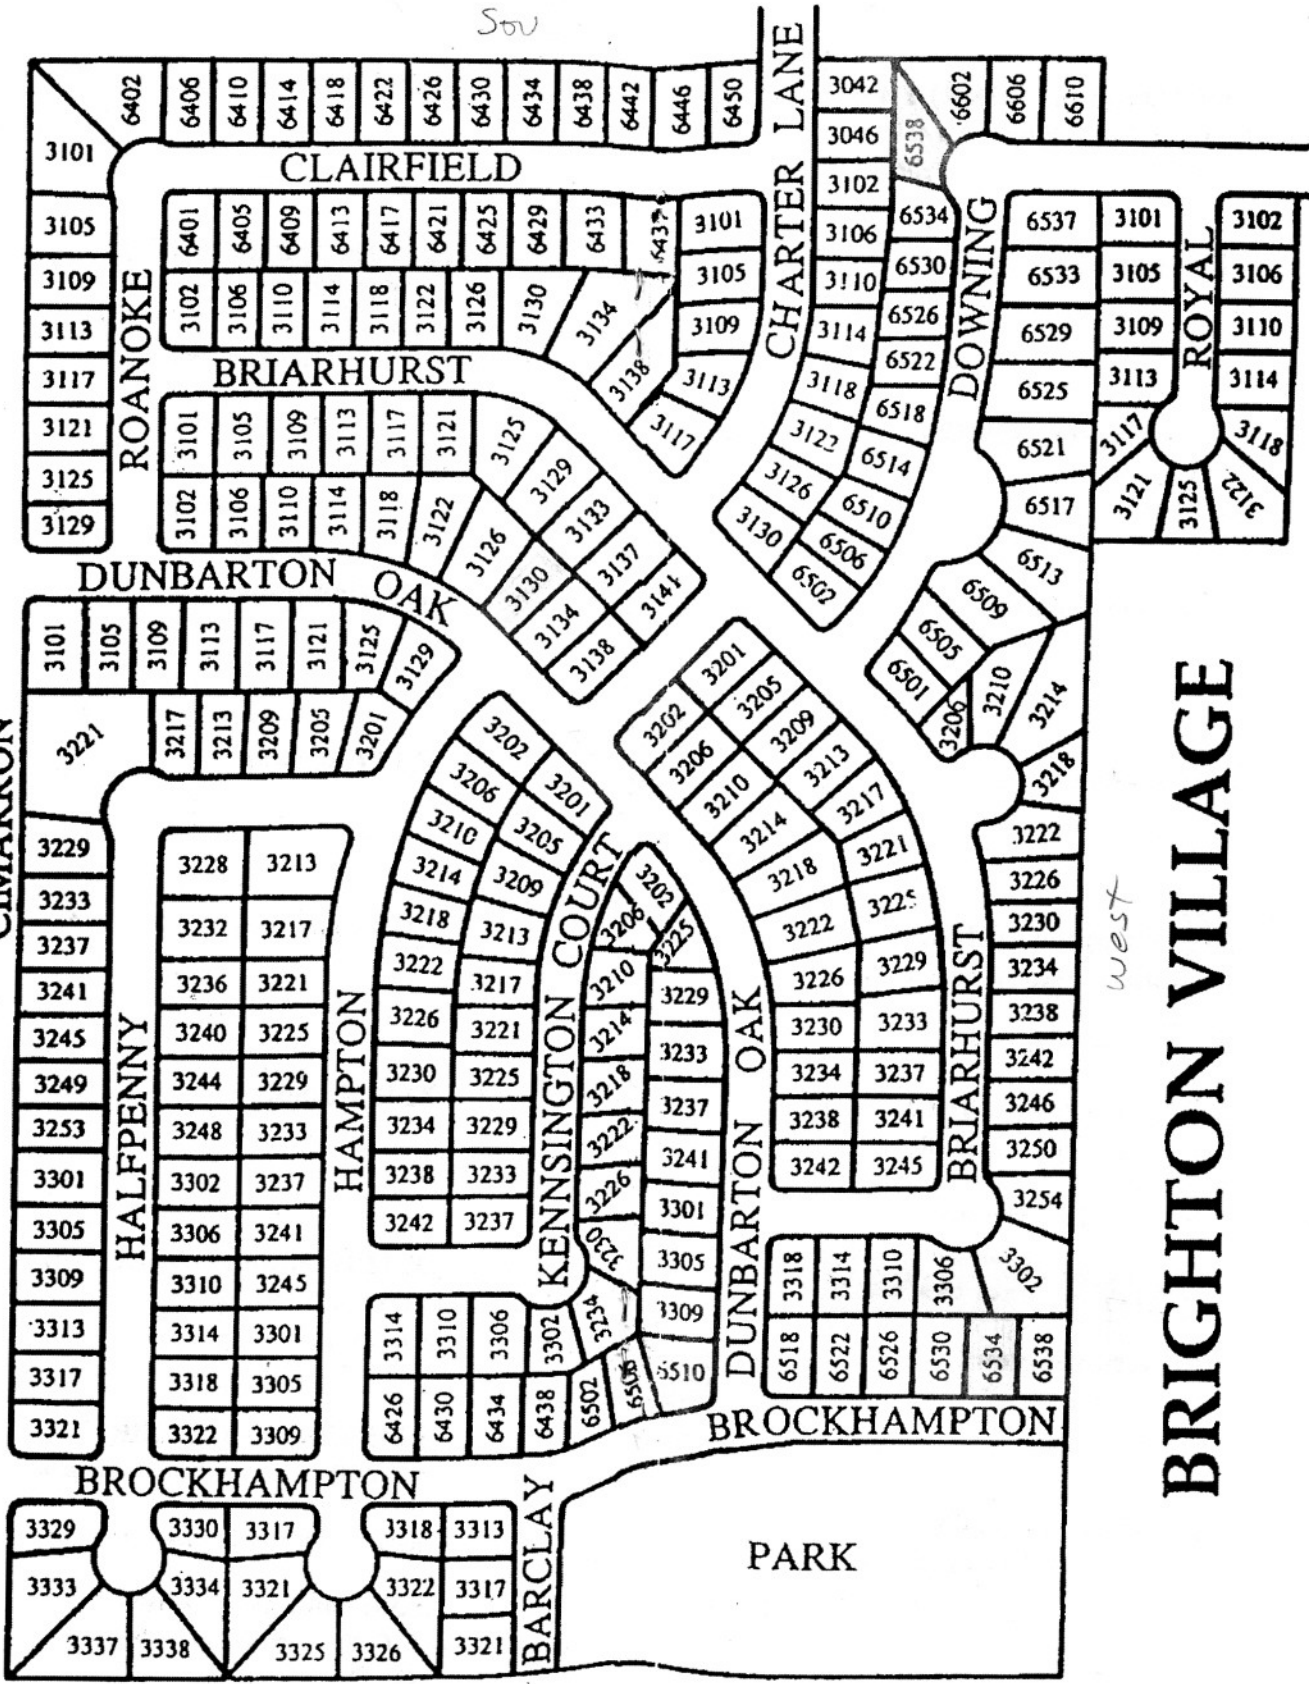 Sou
CHARTER LANE
6402 6406 6410 6414 6418 6422 6426 6430 6434 6438 6442 6446 6450
3042 6602 6606 6610
3101 3046 6538
CLAIRFIELD
3102
3105 6401 6405 6409 6413 6417 6421 6425 6429 6433 6437 3101
3106 6534 6537 3101 3102
3109 3105 3110 6530 6533 3105 3106
ROANOKE
3102 3106 3110 3114 3118 3122 3126 3130 3134 3138
DOWNING
ROYAL
3113 3109 3114 6526 6529 3109 3110
3117 BRIARHURST 3113 3118 6522 6525 3113 3114
3121 3101 3105 3109 3113 3117 3121 3125 3117 3122 6518 6521 3117 3118
3125 3129 3126 6514 6517 3121 3125 3122
3129 3102 3106 3110 3114 3118 3122 3126 3133 3130 6510
3130 3137 6506 6513
DUNBARTON OAK
3134 3141 6502 6509
3138
3101 3105 3109 3113 3117 3121 3125 3129
3201 6505 6501 3206 3210 3214
CIMARRON
3221 3217 3213 3209 3205 3201
3202 3202 3205
3206 3201 3206 3209 3218
3210 3205 3210 3213
3229 3228 3213 3214 3209 3214 3217 3222
3233 3232 3217 3218 3213 3202 3218 3221 3226
3237 3206 3225 3222 3225 3230
3241 3236 3221 3222 3217 3210 3229 3226 3229 3234
3245 3240 3225 3226 3221 3214 3233 3230 3233 3238
3249 3244 3229 3230 3225 3218 3237 3234 3237 3242
3253 3248 3233 3234 3229 3222 3241 3238 3241 3246
3301 3302 3237 3238 3233 3226 3301 3242 3245 3250
3305 3306 3241 3242 3237 3230 3305 3254
HALFPENNY
HAMPTON
KENNSINGTON COURT
DUNBARTON OAK
BRIARHURST
west
BRIGHTON VILLAGE
3309 3310 3245 3314 3310 3306 3302 3234 3309 3318 3314 3310 3306 3302
3313 3314 3301
3317 3318 3305 6426 6430 6434 6438 6502 6506 6510 6518 6522 6526 6530 6534 6538
3321 3322 3309
BROCKHAMPTON
BROCKHAMPTON
3329 3330 3317 3318 3313
3333 3334 3321 3322 3317
3337 3338 3325 3326 3321
BARCLAY
PARK